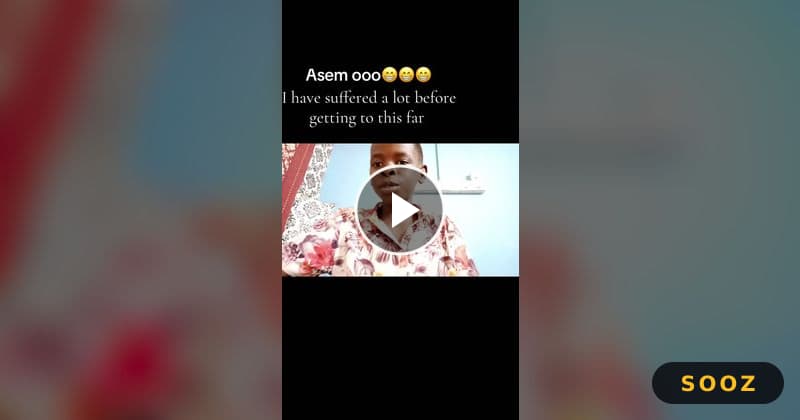 Asem ooo😁😁😁
I have suffered a lot before
getting to this far
SOOZ